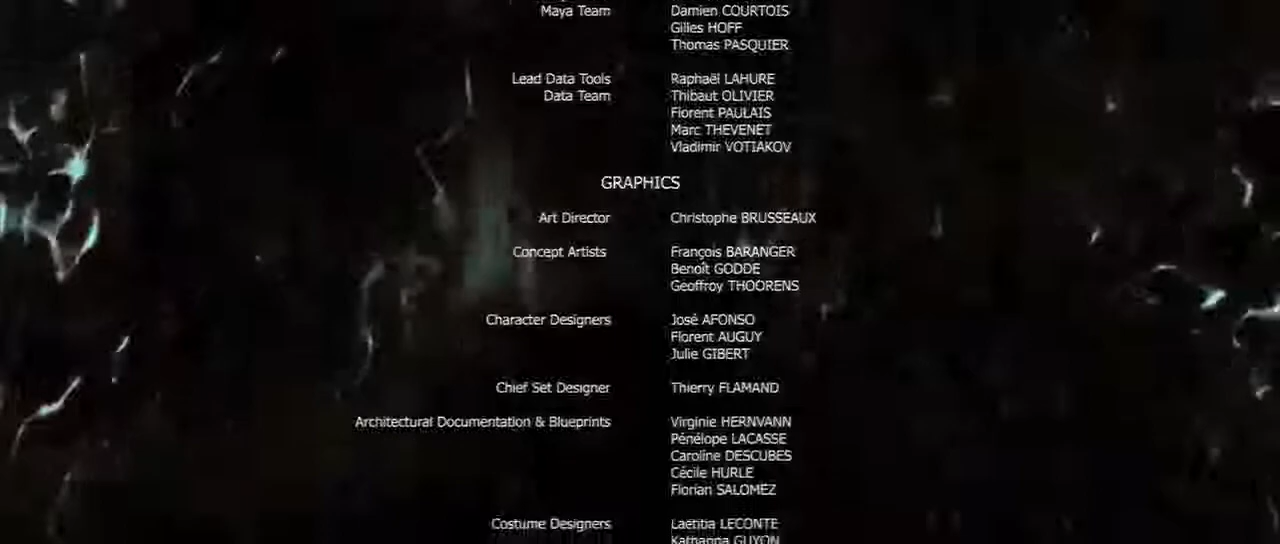 Maya Team Damien COURTOIS
Gilles HOFF
Thomas PASQUIER
Lead Data Tools Raphaël LAHURE
Data Team Thibaut OLIVIER
Florent PAULAIS
Marc THEVENET
Vladimir VOTIAKOV
GRAPHICS
Art Director Christophe BRUSSEAUX
Concept Artists François BARANGER
Benoît GODDE
Geoffroy THOORENS
Character Designers José AFONSO
Florent AUGUY
Julie GIBERT
Chief Set Designer Thierry FLAMAND
Architectural Documentation & Blueprints Virginie HERNVANN
Pénélope LACASSE
Caroline DESCUBES
Cécile HURLE
Florian SALOMEZ
Costume Designers Laetitia LECONTE
Katharina GUYON